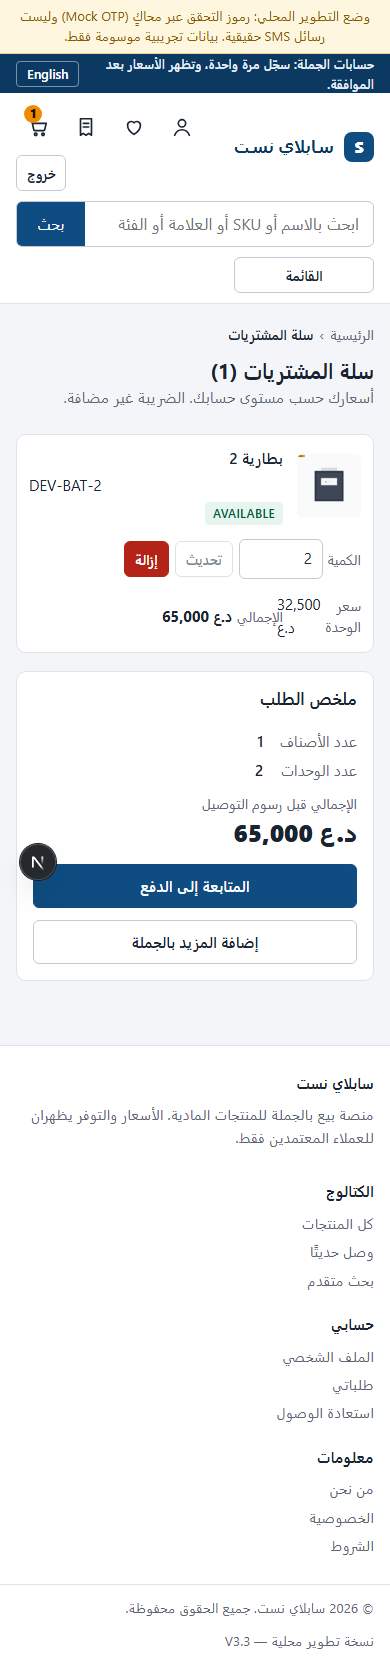 وضع التطوير المحلي: رموز التحقق عبر محاكٍ (Mock OTP) وليست
رسائل SMS حقيقية. بيانات تجريبية موسومة فقط.
حسابات الجملة: سجّل مرة واحدة، وتظهر الأسعار بعد
الموافقة.
English
S
سابلاي نست
1
خروج
ابحث بالاسم أو SKU أو العلامة أو الفئة
بحث
القائمة
الرئيسية › سلة المشتريات
سلة المشتريات (1)
أسعارك حسب مستوى حسابك. الضريبة غير مضافة.
بطارية 2
DEV-BAT-2
AVAILABLE
الكمية
2
تحديث
إزالة
سعر
الوحدة
32,500
د.ع
الإجمالي
65,000 د.ع
ملخص الطلب
عدد الأصناف 1
عدد الوحدات 2
الإجمالي قبل رسوم التوصيل
65,000 د.ع
N
المتابعة إلى الدفع
إضافة المزيد بالجملة
سابلاي نست
منصة بيع بالجملة للمنتجات المادية. الأسعار والتوفر يظهران
للعملاء المعتمدين فقط.
الكتالوج
كل المنتجات
وصل حديثًا
بحث متقدم
حسابي
الملف الشخصي
طلباتي
استعادة الوصول
معلومات
من نحن
الخصوصية
الشروط
© 2026 سابلاي نست. جميع الحقوق محفوظة.
نسخة تطوير محلية — V3.3